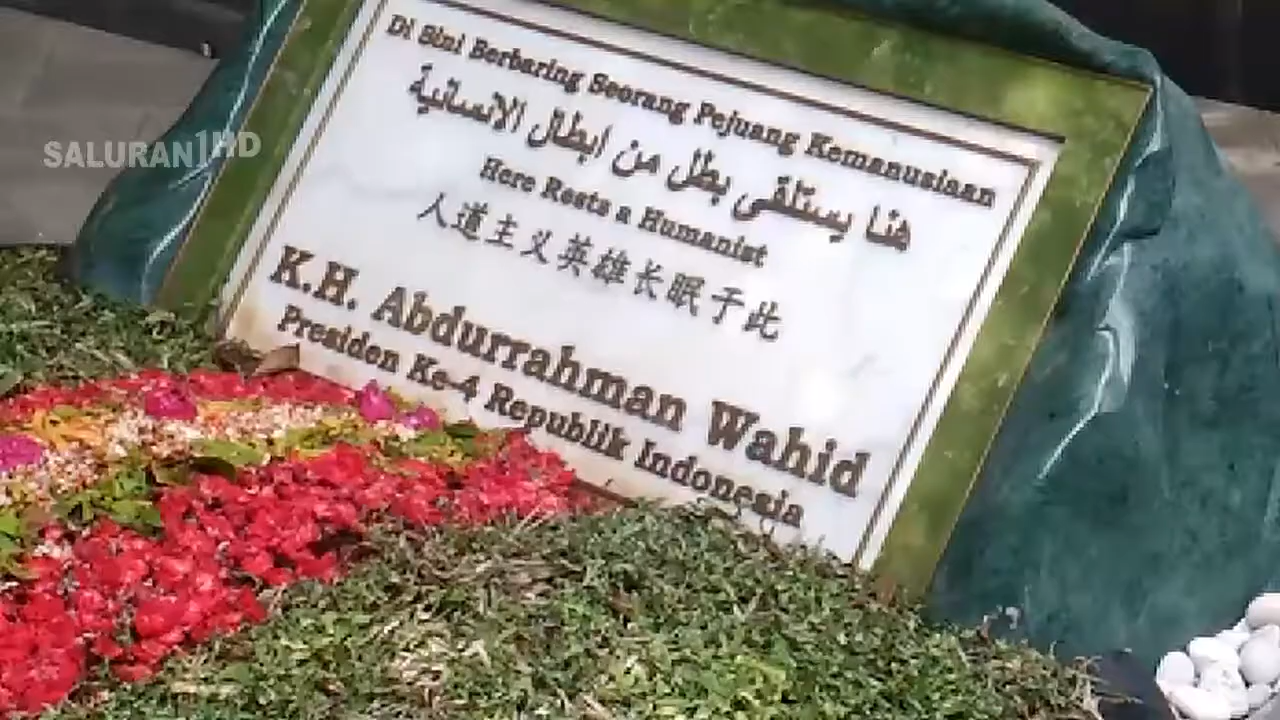 SALURAN1HD
Di Sini Berbaring Seorang Pejuang Kemanusiaan
هنا يستلقى بطل من ابطال الانسانية
Here Rests a Humanist
人道主义英雄长眠于此
K.H. Abdurrahman Wahid
Presiden Ke-4 Republik Indonesia